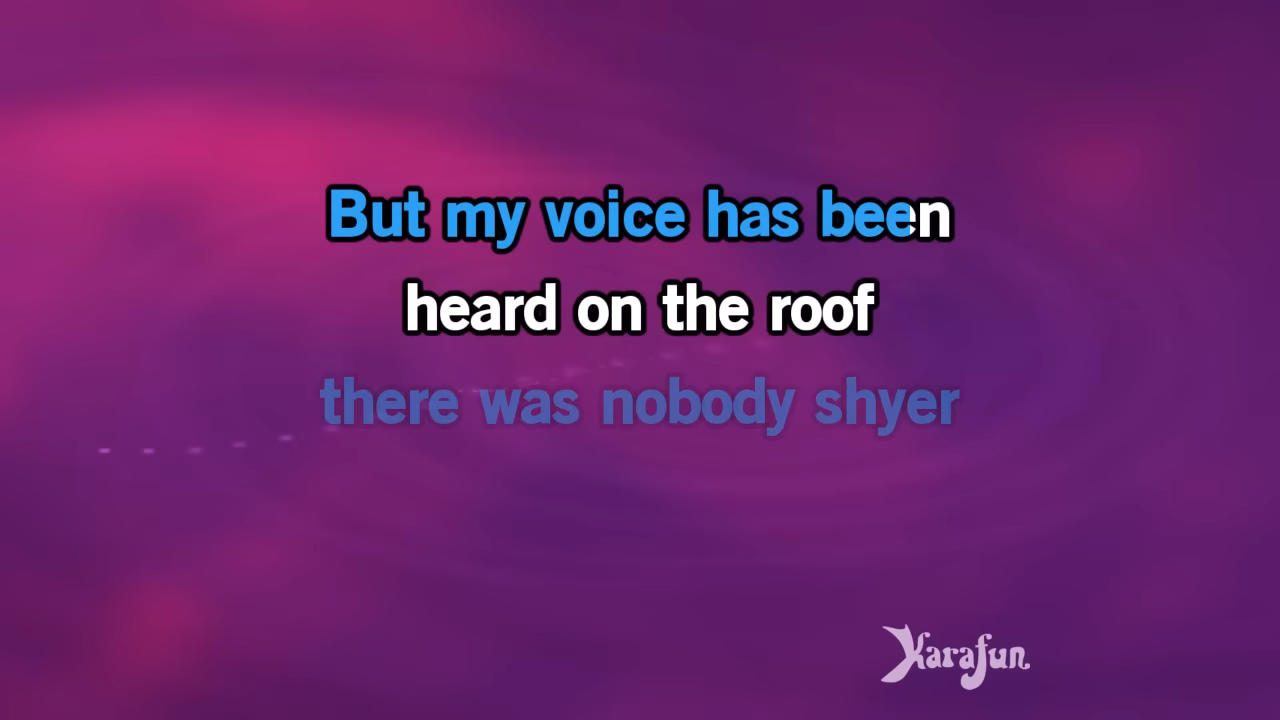 But my voice has been
heard on the roof
there was nobody shyer
Karafun